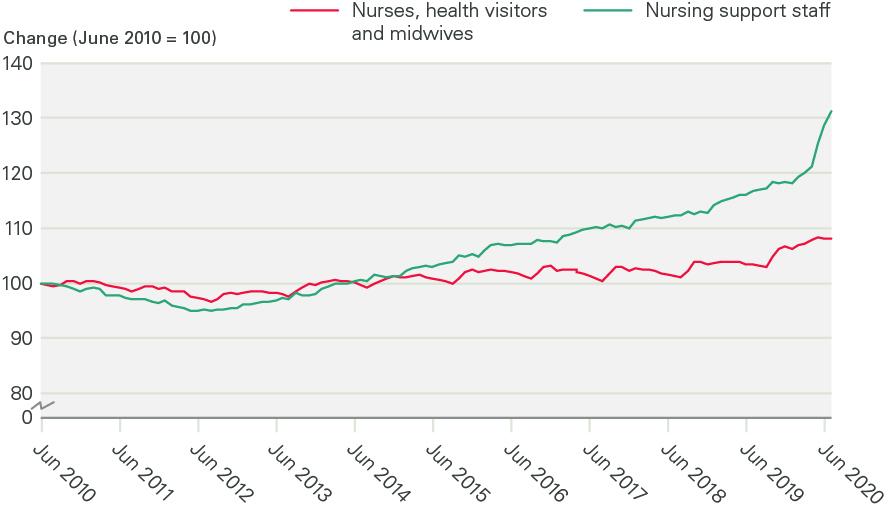 Nurses, health visitors
and midwives
Nursing support staff
Change (June 2010 = 100)
140
130
120
110
100
90
80
0
Jun 2010
Jun 2011
Jun 2012
Jun 2013
Jun 2014
Jun 2015
Jun 2016
Jun 2017
Jun 2018
Jun 2019
Jun 2020